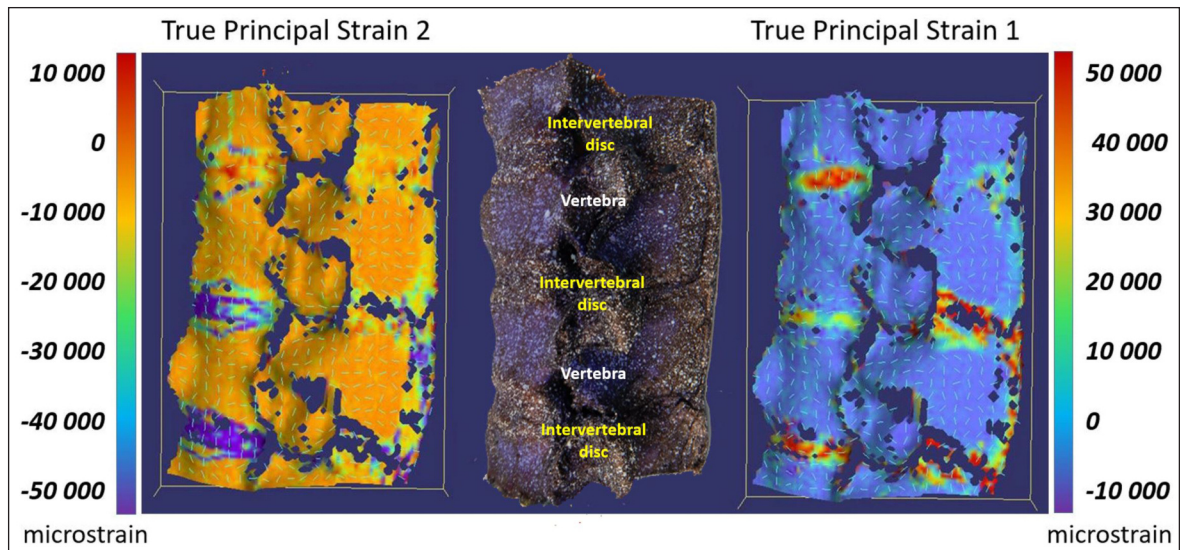 True Principal Strain 2
True Principal Strain 1
10 000
0
-10 000
-20 000
-30 000
-40 000
-50 000
microstrain
Intervertebral
disc
Vertebra
Intervertebral
disc
Vertebra
Intervertebral
disc
50 000
40 000
30 000
20 000
10 000
0
-10 000
microstrain